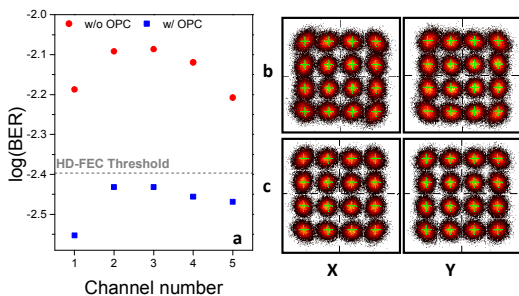 w/o OPC w/ OPC
-2.0
-2.1
-2.2
-2.3
-2.4
-2.5
log(BER)
HD-FEC Threshold
a
1 2 3 4 5
Channel number
b
c
X Y